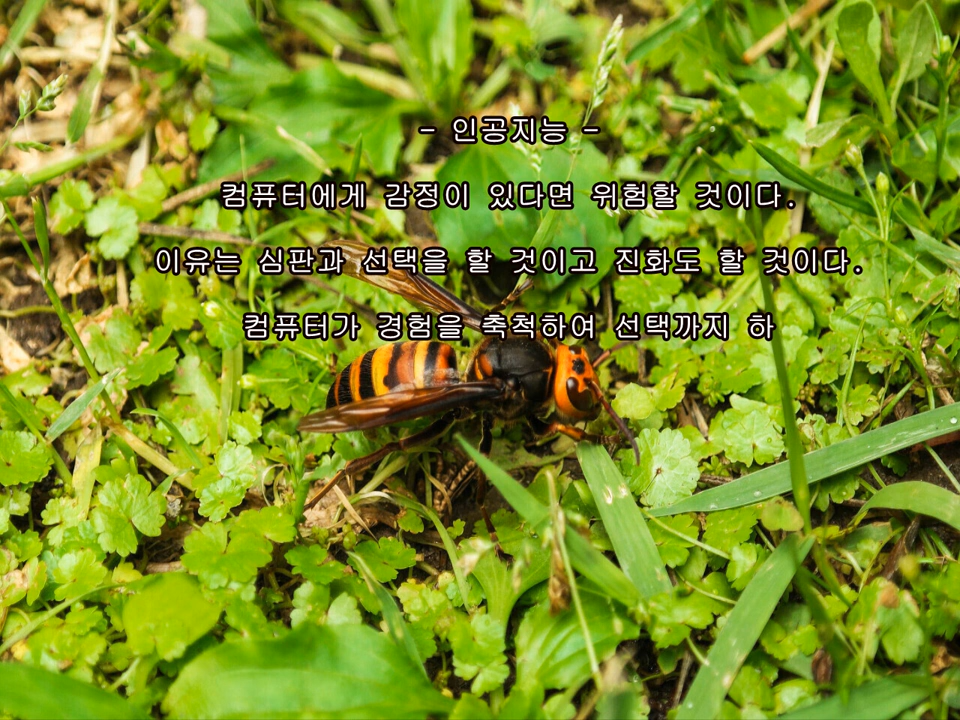 - 인공지능 -
컴퓨터에게 감정이 있다면 위험할 것이다.
이유는 심판과 선택을 할 것이고 진화도 할 것이다.
컴퓨터가 경험을 축척하여 선택까지 하